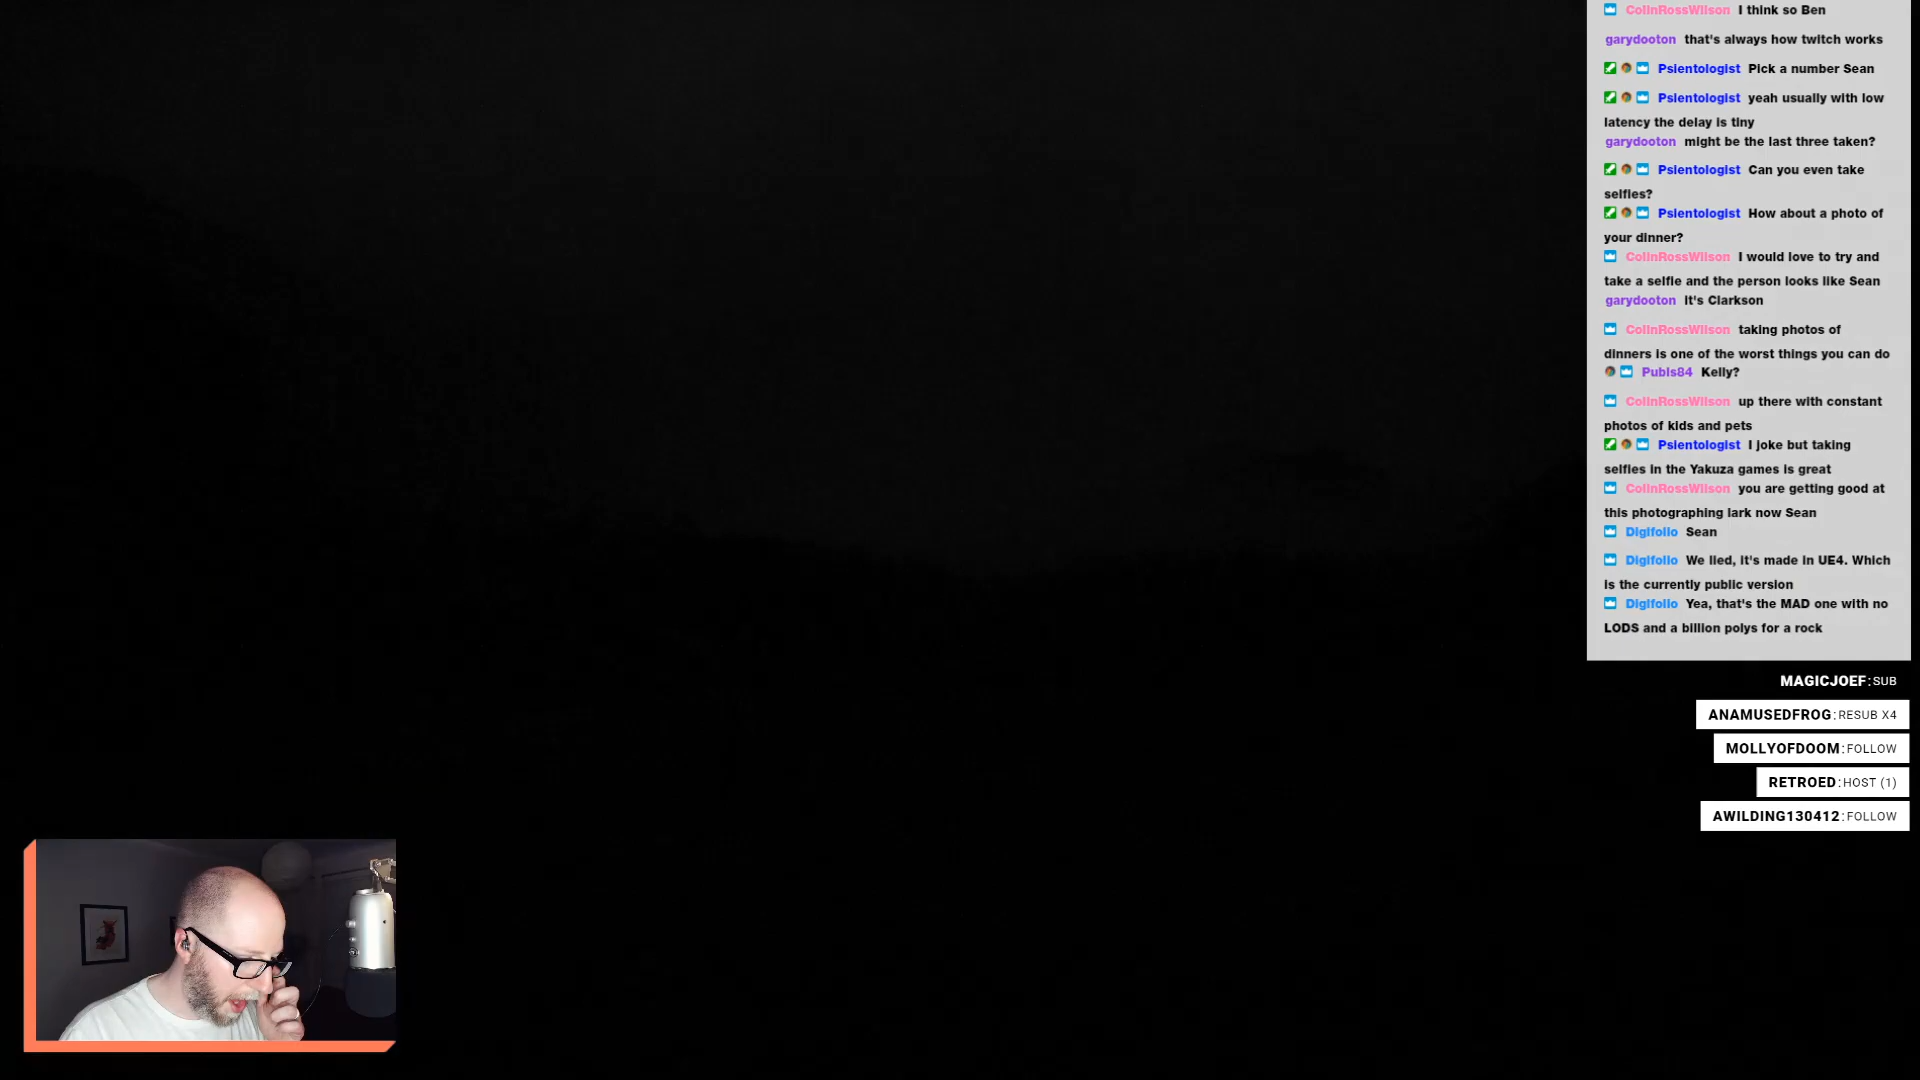 ColinRossWilson I think so Ben
garydooton that's always how twitch works
Psientologist Pick a number Sean
Psientologist yeah usually with low
latency the delay is tiny
garydooton might be the last three taken?
Psientologist Can you even take
selfies?
Psientologist How about a photo of
your dinner?
ColinRossWilson I would love to try and
take a selfie and the person looks like Sean
garydooton It's Clarkson
ColinRossWilson taking photos of
dinners is one of the worst things you can do
Pubis84 Kelly?
ColinRossWilson up there with constant
photos of kids and pets
Psientologist I joke but taking
selfies in the Yakuza games is great
ColinRossWilson you are getting good at
this photographing lark now Sean
Digifolio Sean
Digifolio We lied, it's made in UE4. Which
is the currently public version
Digifolio Yea, that's the MAD one with no
LODS and a billion polys for a rock
MAGICJOEF:SUB
ANAMUSEDFROG:RESUB X4
MOLLYOFDOOM:FOLLOW
RETROED:HOST (1)
AWILDING130412:FOLLOW